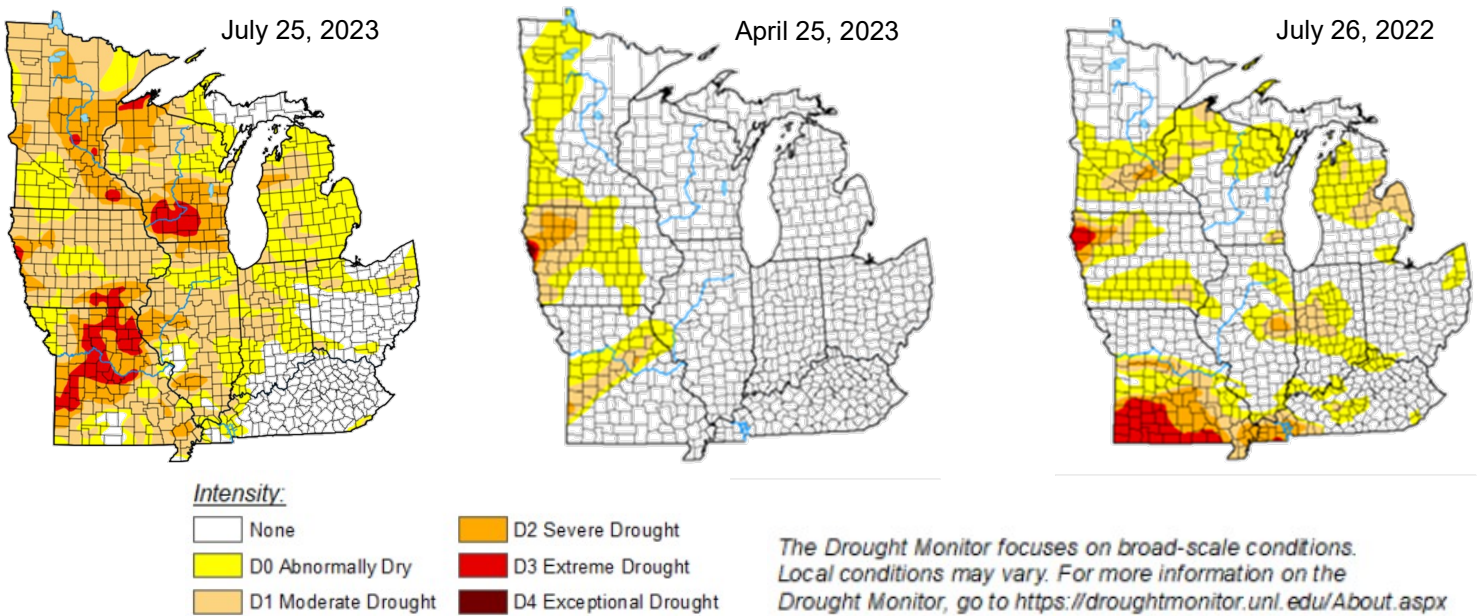 July 25, 2023
April 25, 2023
July 26, 2022
Intensity:
None
D0 Abnormally Dry
D1 Moderate Drought
D2 Severe Drought
D3 Extreme Drought
D4 Exceptional Drought
The Drought Monitor focuses on broad-scale conditions.
Local conditions may vary. For more information on the
Drought Monitor, go to https://droughtmonitor.unl.edu/About.aspx